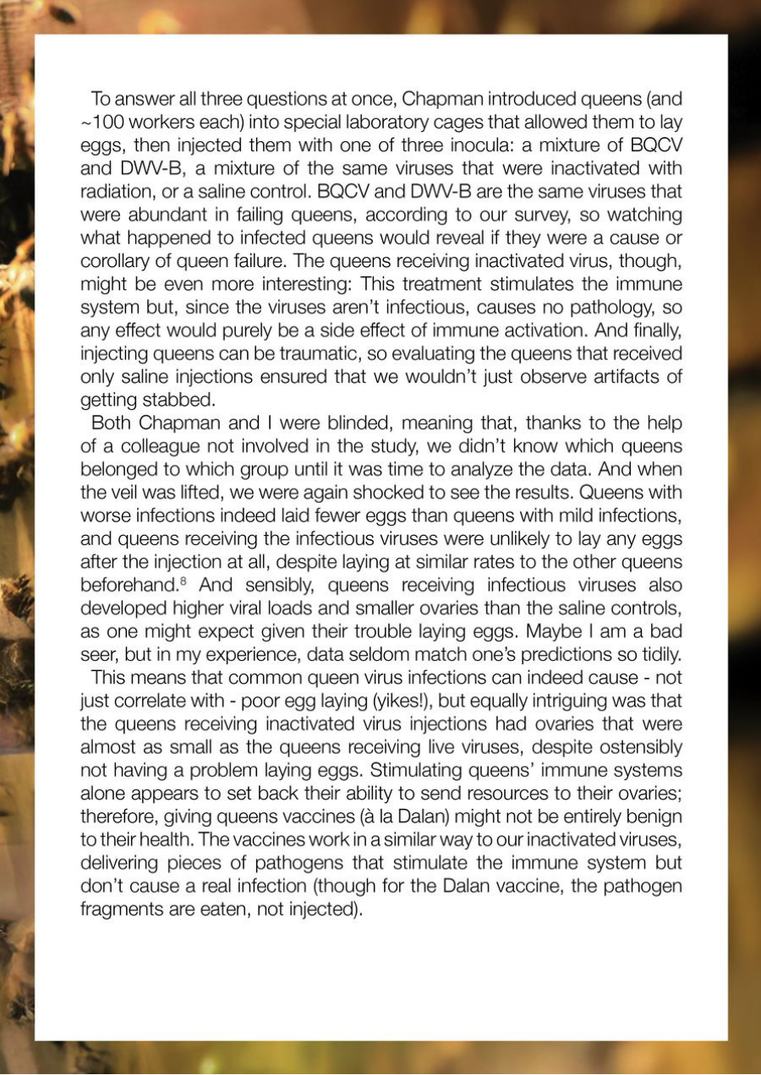 To answer all three questions at once, Chapman introduced queens (and
~100 workers each) into special laboratory cages that allowed them to lay
eggs, then injected them with one of three inocula: a mixture of BQCV
and DWV-B, a mixture of the same viruses that were inactivated with
radiation, or a saline control. BQCV and DWV-B are the same viruses that
were abundant in failing queens, according to our survey, so watching
what happened to infected queens would reveal if they were a cause or
corollary of queen failure. The queens receiving inactivated virus, though,
might be even more interesting: This treatment stimulates the immune
system but, since the viruses aren’t infectious, causes no pathology, so
any effect would purely be a side effect of immune activation. And finally,
injecting queens can be traumatic, so evaluating the queens that received
only saline injections ensured that we wouldn’t just observe artifacts of
getting stabbed.
Both Chapman and I were blinded, meaning that, thanks to the help
of a colleague not involved in the study, we didn’t know which queens
belonged to which group until it was time to analyze the data. And when
the veil was lifted, we were again shocked to see the results. Queens with
worse infections indeed laid fewer eggs than queens with mild infections,
and queens receiving the infectious viruses were unlikely to lay any eggs
after the injection at all, despite laying at similar rates to the other queens
beforehand.⁸ And sensibly, queens receiving infectious viruses also
developed higher viral loads and smaller ovaries than the saline controls,
as one might expect given their trouble laying eggs. Maybe I am a bad
seer, but in my experience, data seldom match one’s predictions so tidily.
This means that common queen virus infections can indeed cause - not
just correlate with - poor egg laying (yikes!), but equally intriguing was that
the queens receiving inactivated virus injections had ovaries that were
almost as small as the queens receiving live viruses, despite ostensibly
not having a problem laying eggs. Stimulating queens’ immune systems
alone appears to set back their ability to send resources to their ovaries;
therefore, giving queens vaccines (à la Dalan) might not be entirely benign
to their health. The vaccines work in a similar way to our inactivated viruses,
delivering pieces of pathogens that stimulate the immune system but
don’t cause a real infection (though for the Dalan vaccine, the pathogen
fragments are eaten, not injected).